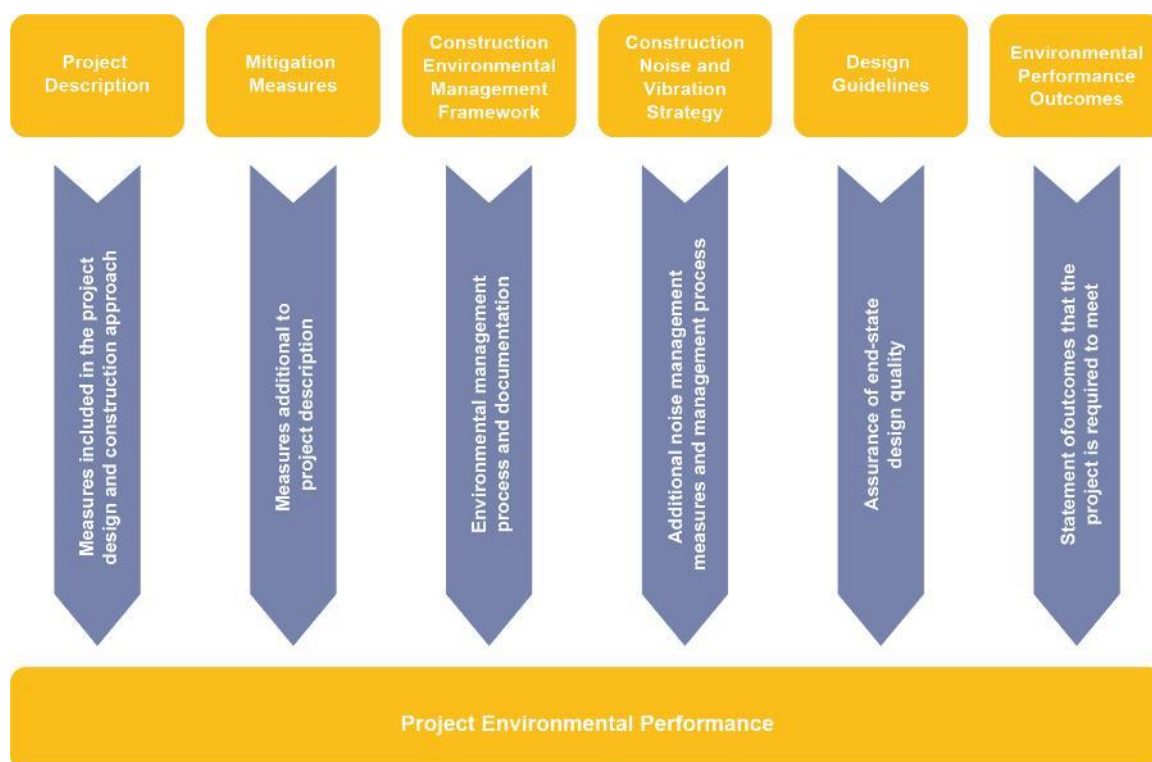 Project
Description
Mitigation
Measures
Construction
Environmental
Management
Framework
Construction
Noise and
Vibration
Strategy
Design
Guidelines
Environmental
Performance
Outcomes
Measures included in the project
design and construction approach
Measures additional to
project description
Environmental management
process and documentation
Additional noise management
measures and management process
Assurance of end-state
design quality
Statement ofoutcomes that the
project is required to meet
Project Environmental Performance